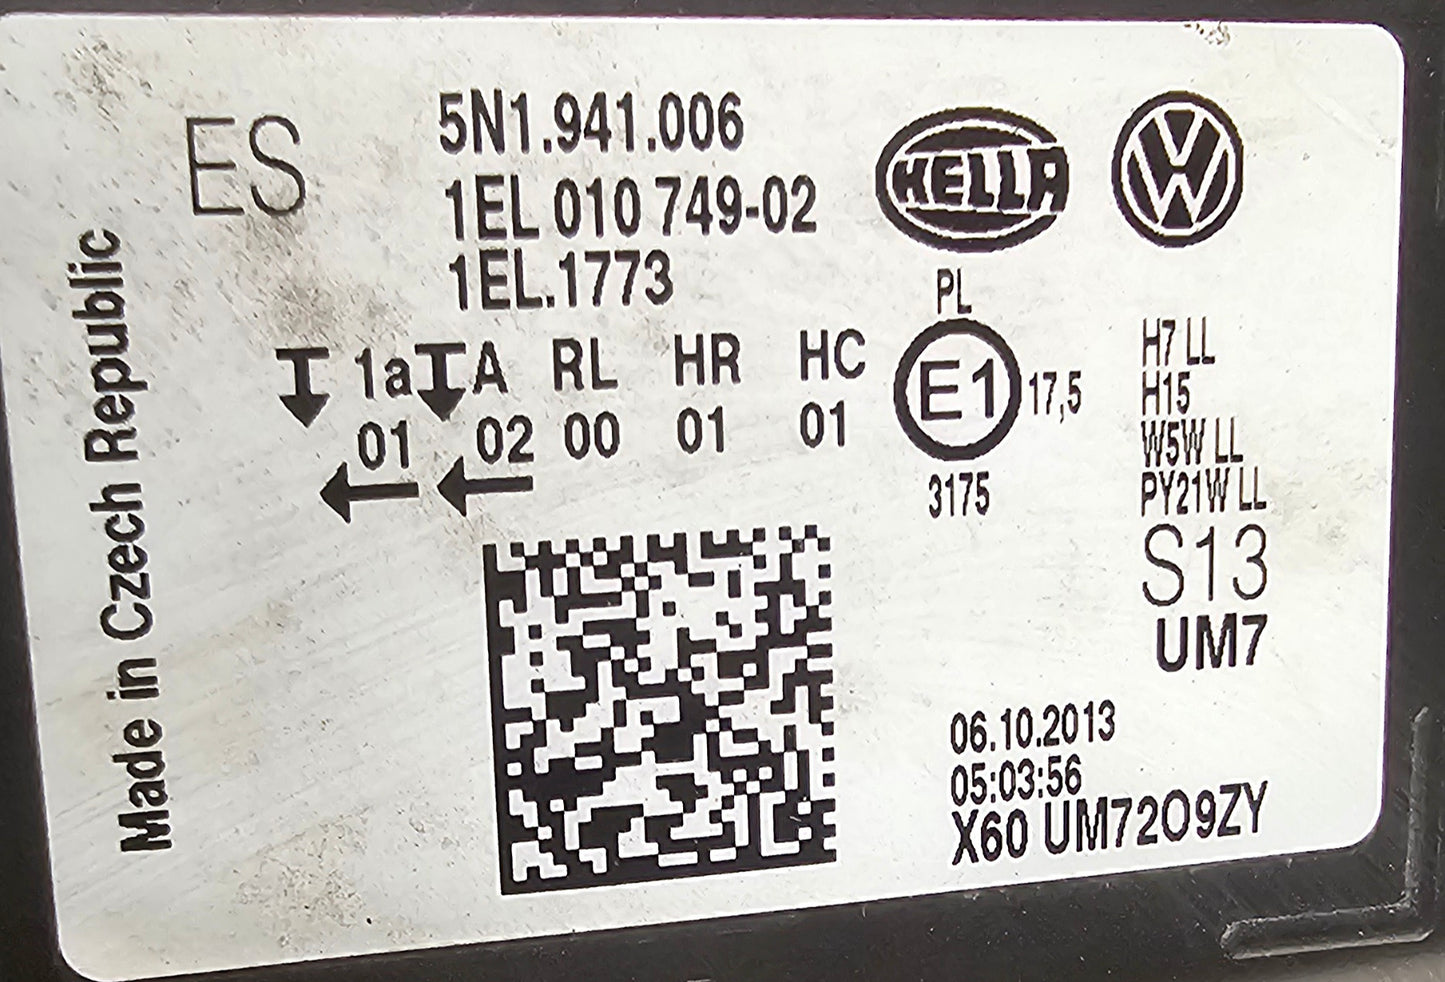 ES
5N1.941.006
1EL 010 749-02
1EL.1773
HELLA
VW
Made in Czech Republic
1a A RL HR HC
01 02 00 01 01
PL
E1 17,5
3175
H7 LL
H15
W5W LL
PY21W LL
S13
UM7
06.10.2013
05:03:56
X60 UM72O9ZY